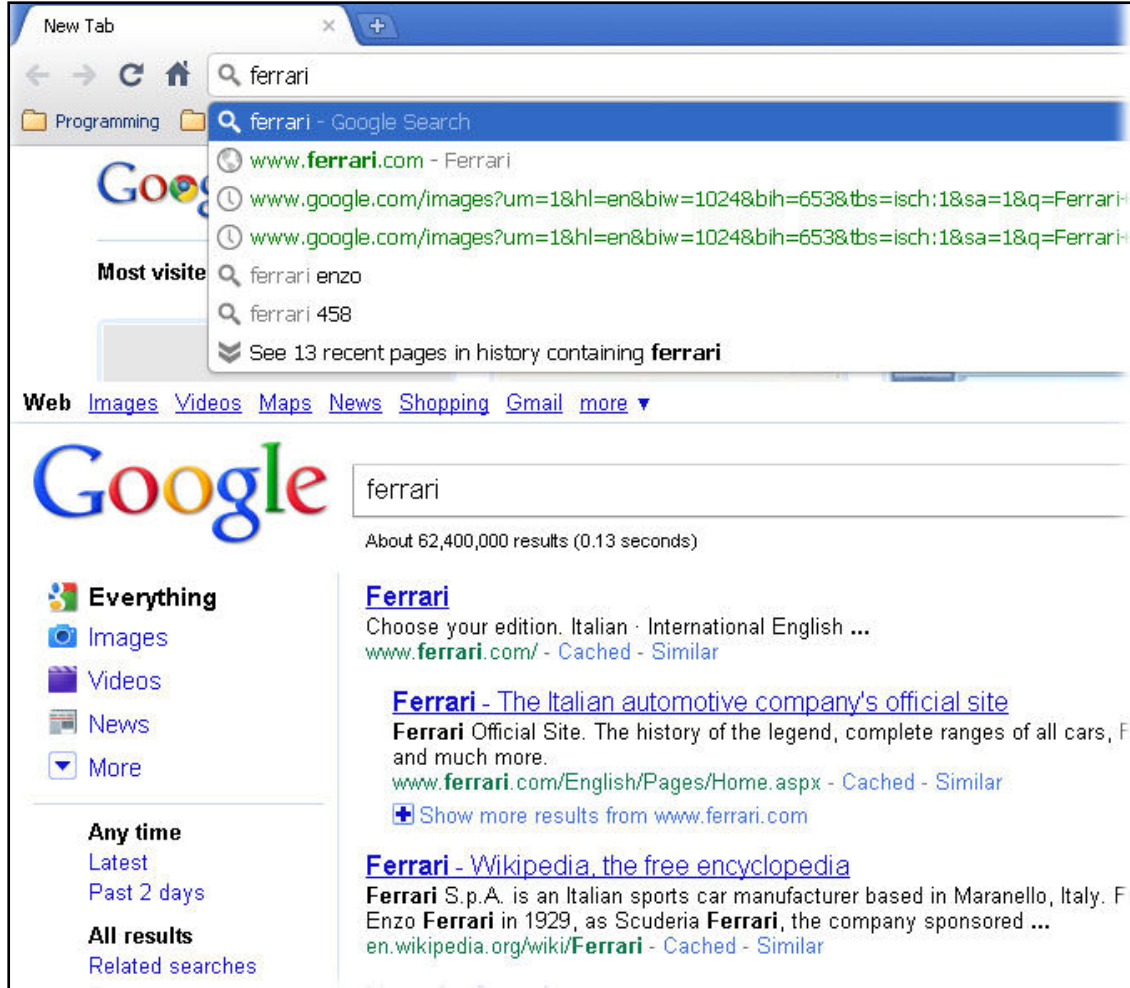 New Tab
ferrari
Programming
ferrari - Google Search
www.ferrari.com - Ferrari
www.google.com/images?um=1&hl=en&biw=1024&bih=653&tbs=isch:1&sa=1&q=Ferrari+
www.google.com/images?um=1&hl=en&biw=1024&bih=653&tbs=isch:1&sa=1&q=Ferrari+
Most visite
ferrari enzo
ferrari 458
See 13 recent pages in history containing ferrari
Web Images Videos Maps News Shopping Gmail more
Google
ferrari
About 62,400,000 results (0.13 seconds)
Everything
Images
Videos
News
More
Any time
Latest
Past 2 days
All results
Related searches
Ferrari
Choose your edition. Italian · International English ...
www.ferrari.com/ - Cached - Similar
Ferrari - The Italian automotive company's official site
Ferrari Official Site. The history of the legend, complete ranges of all cars, F
and much more.
www.ferrari.com/English/Pages/Home.aspx - Cached - Similar
Show more results from www.ferrari.com
Ferrari - Wikipedia, the free encyclopedia
Ferrari S.p.A. is an Italian sports car manufacturer based in Maranello, Italy. F
Enzo Ferrari in 1929, as Scuderia Ferrari, the company sponsored ...
en.wikipedia.org/wiki/Ferrari - Cached - Similar